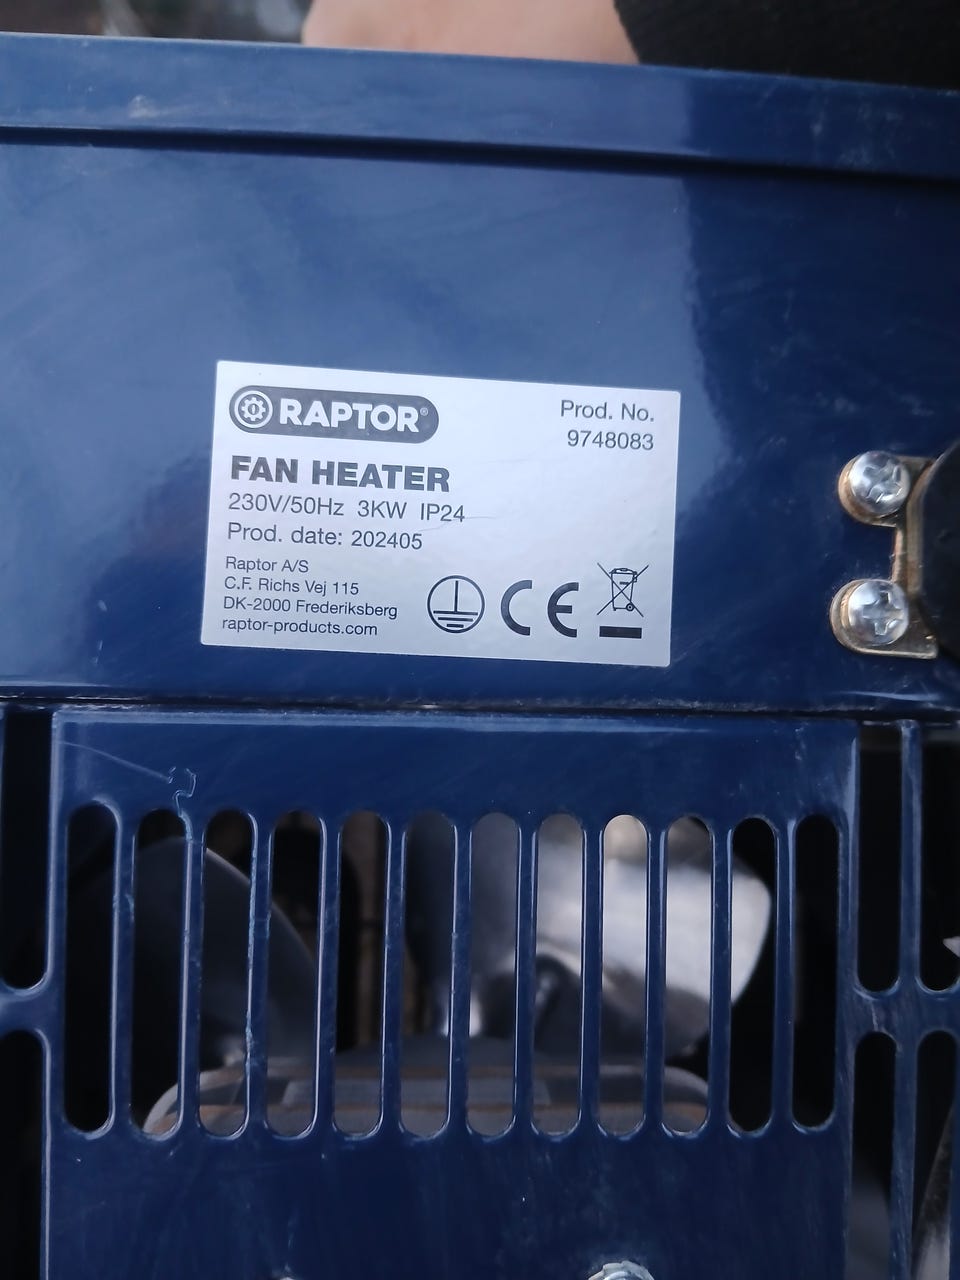 RAPTOR®
Prod. No.
9748083
FAN HEATER
230V/50Hz 3KW IP24
Prod. date: 202405
Raptor A/S
C.F. Richs Vej 115
DK-2000 Frederiksberg
raptor-products.com
CE